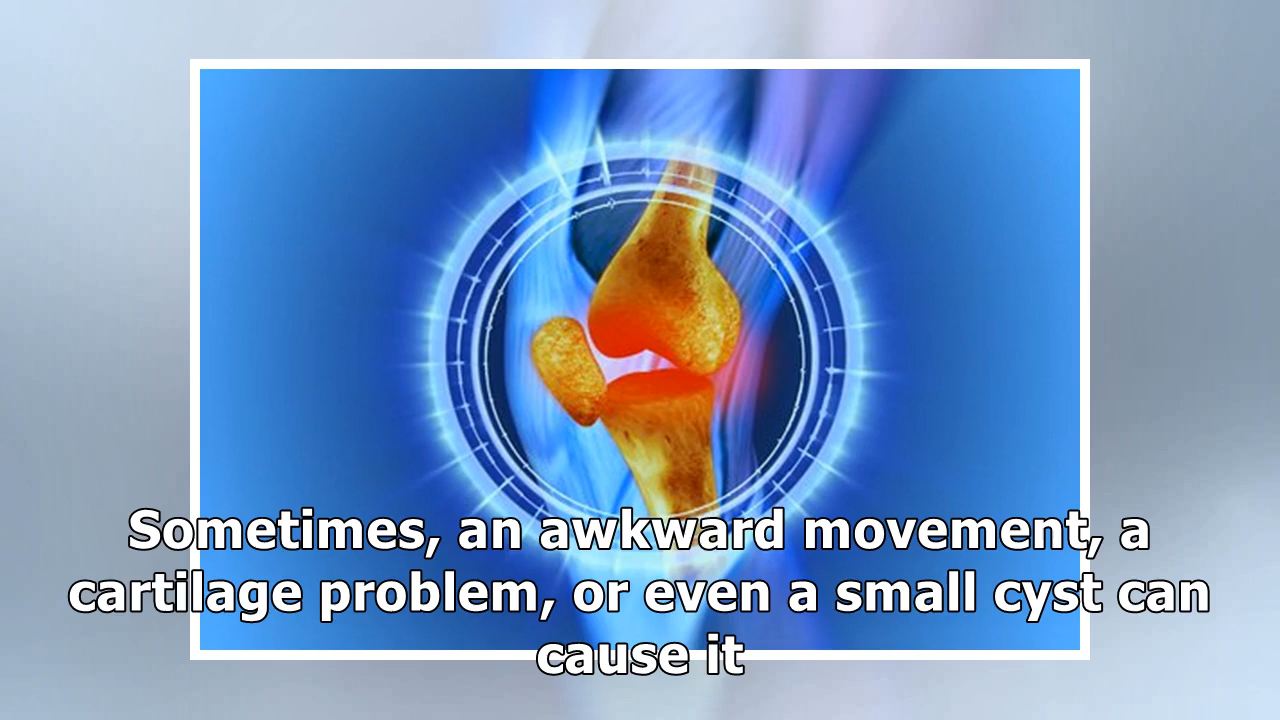 Sometimes, an awkward movement, a
cartilage problem, or even a small cyst can
cause it